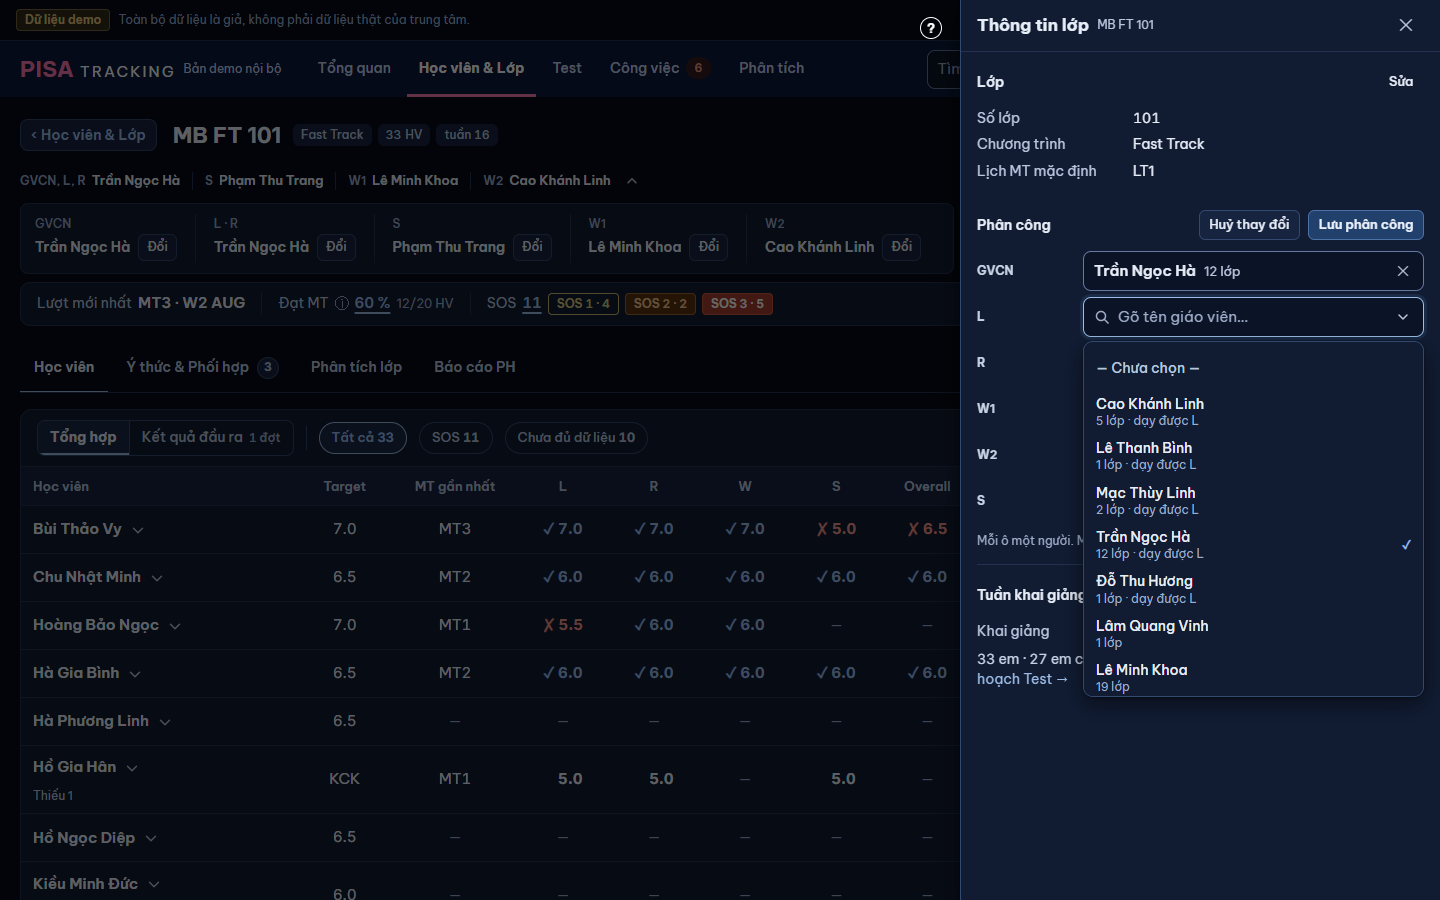 Dữ liệu demo Toàn bộ dữ liệu là giả, không phải dữ liệu thật của trung tâm.
?
PISA TRACKING Bản demo nội bộ Tổng quan Học viên & Lớp Test Công việc 6 Phân tích Tìm
‹ Học viên & Lớp MB FT 101 Fast Track 33 HV tuần 16
GVCN, L, R Trần Ngọc Hà S Phạm Thu Trang W1 Lê Minh Khoa W2 Cao Khánh Linh
GVCN L · R S W1 W2
Trần Ngọc Hà Đổi Trần Ngọc Hà Đổi Phạm Thu Trang Đổi Lê Minh Khoa Đổi Cao Khánh Linh Đổi
Lượt mới nhất MT3 · W2 AUG Đạt MT ⓘ 60 % 12/20 HV SOS 11 SOS 1 · 4 SOS 2 · 2 SOS 3 · 5
Học viên Ý thức & Phối hợp 3 Phân tích lớp Báo cáo PH
Tổng hợp Kết quả đầu ra 1 đợt Tất cả 33 SOS 11 Chưa đủ dữ liệu 10
Học viên Target MT gần nhất L R W S Overall
Bùi Thảo Vy 7.0 MT3 ✓ 7.0 ✓ 7.0 ✓ 7.0 ✗ 5.0 ✗ 6.5
Chu Nhật Minh 6.5 MT2 ✓ 6.0 ✓ 6.0 ✓ 6.0 ✓ 6.0 ✓ 6.0
Hoàng Bảo Ngọc 7.0 MT1 ✗ 5.5 ✓ 6.0 ✓ 6.0 — —
Hà Gia Bình 6.5 MT2 ✓ 6.0 ✓ 6.0 ✓ 6.0 ✓ 6.0 ✓ 6.0
Hà Phương Linh 6.5 — — — — — —
Hồ Gia Hân KCK MT1 5.0 5.0 — 5.0 —
Thiếu 1
Hồ Ngọc Diệp 6.5 — — — — — —
Kiều Minh Đức 6.0 — — — — — —
Thông tin lớp MB FT 101
Lớp Sửa
Số lớp 101
Chương trình Fast Track
Lịch MT mặc định LT1
Phân công Huỷ thay đổi Lưu phân công
GVCN Trần Ngọc Hà 12 lớp
L Gõ tên giáo viên...
R
W1
W2
S
Mỗi ô một người.
Tuần khai giảng
Khai giảng
33 em · 27 em
hoạch Test →
— Chưa chọn —
Cao Khánh Linh
5 lớp · dạy được L
Lê Thanh Bình
1 lớp · dạy được L
Mạc Thùy Linh
2 lớp · dạy được L
Trần Ngọc Hà ✓
12 lớp · dạy được L
Đỗ Thu Hương
1 lớp · dạy được L
Lâm Quang Vinh
1 lớp
Lê Minh Khoa
19 lớp